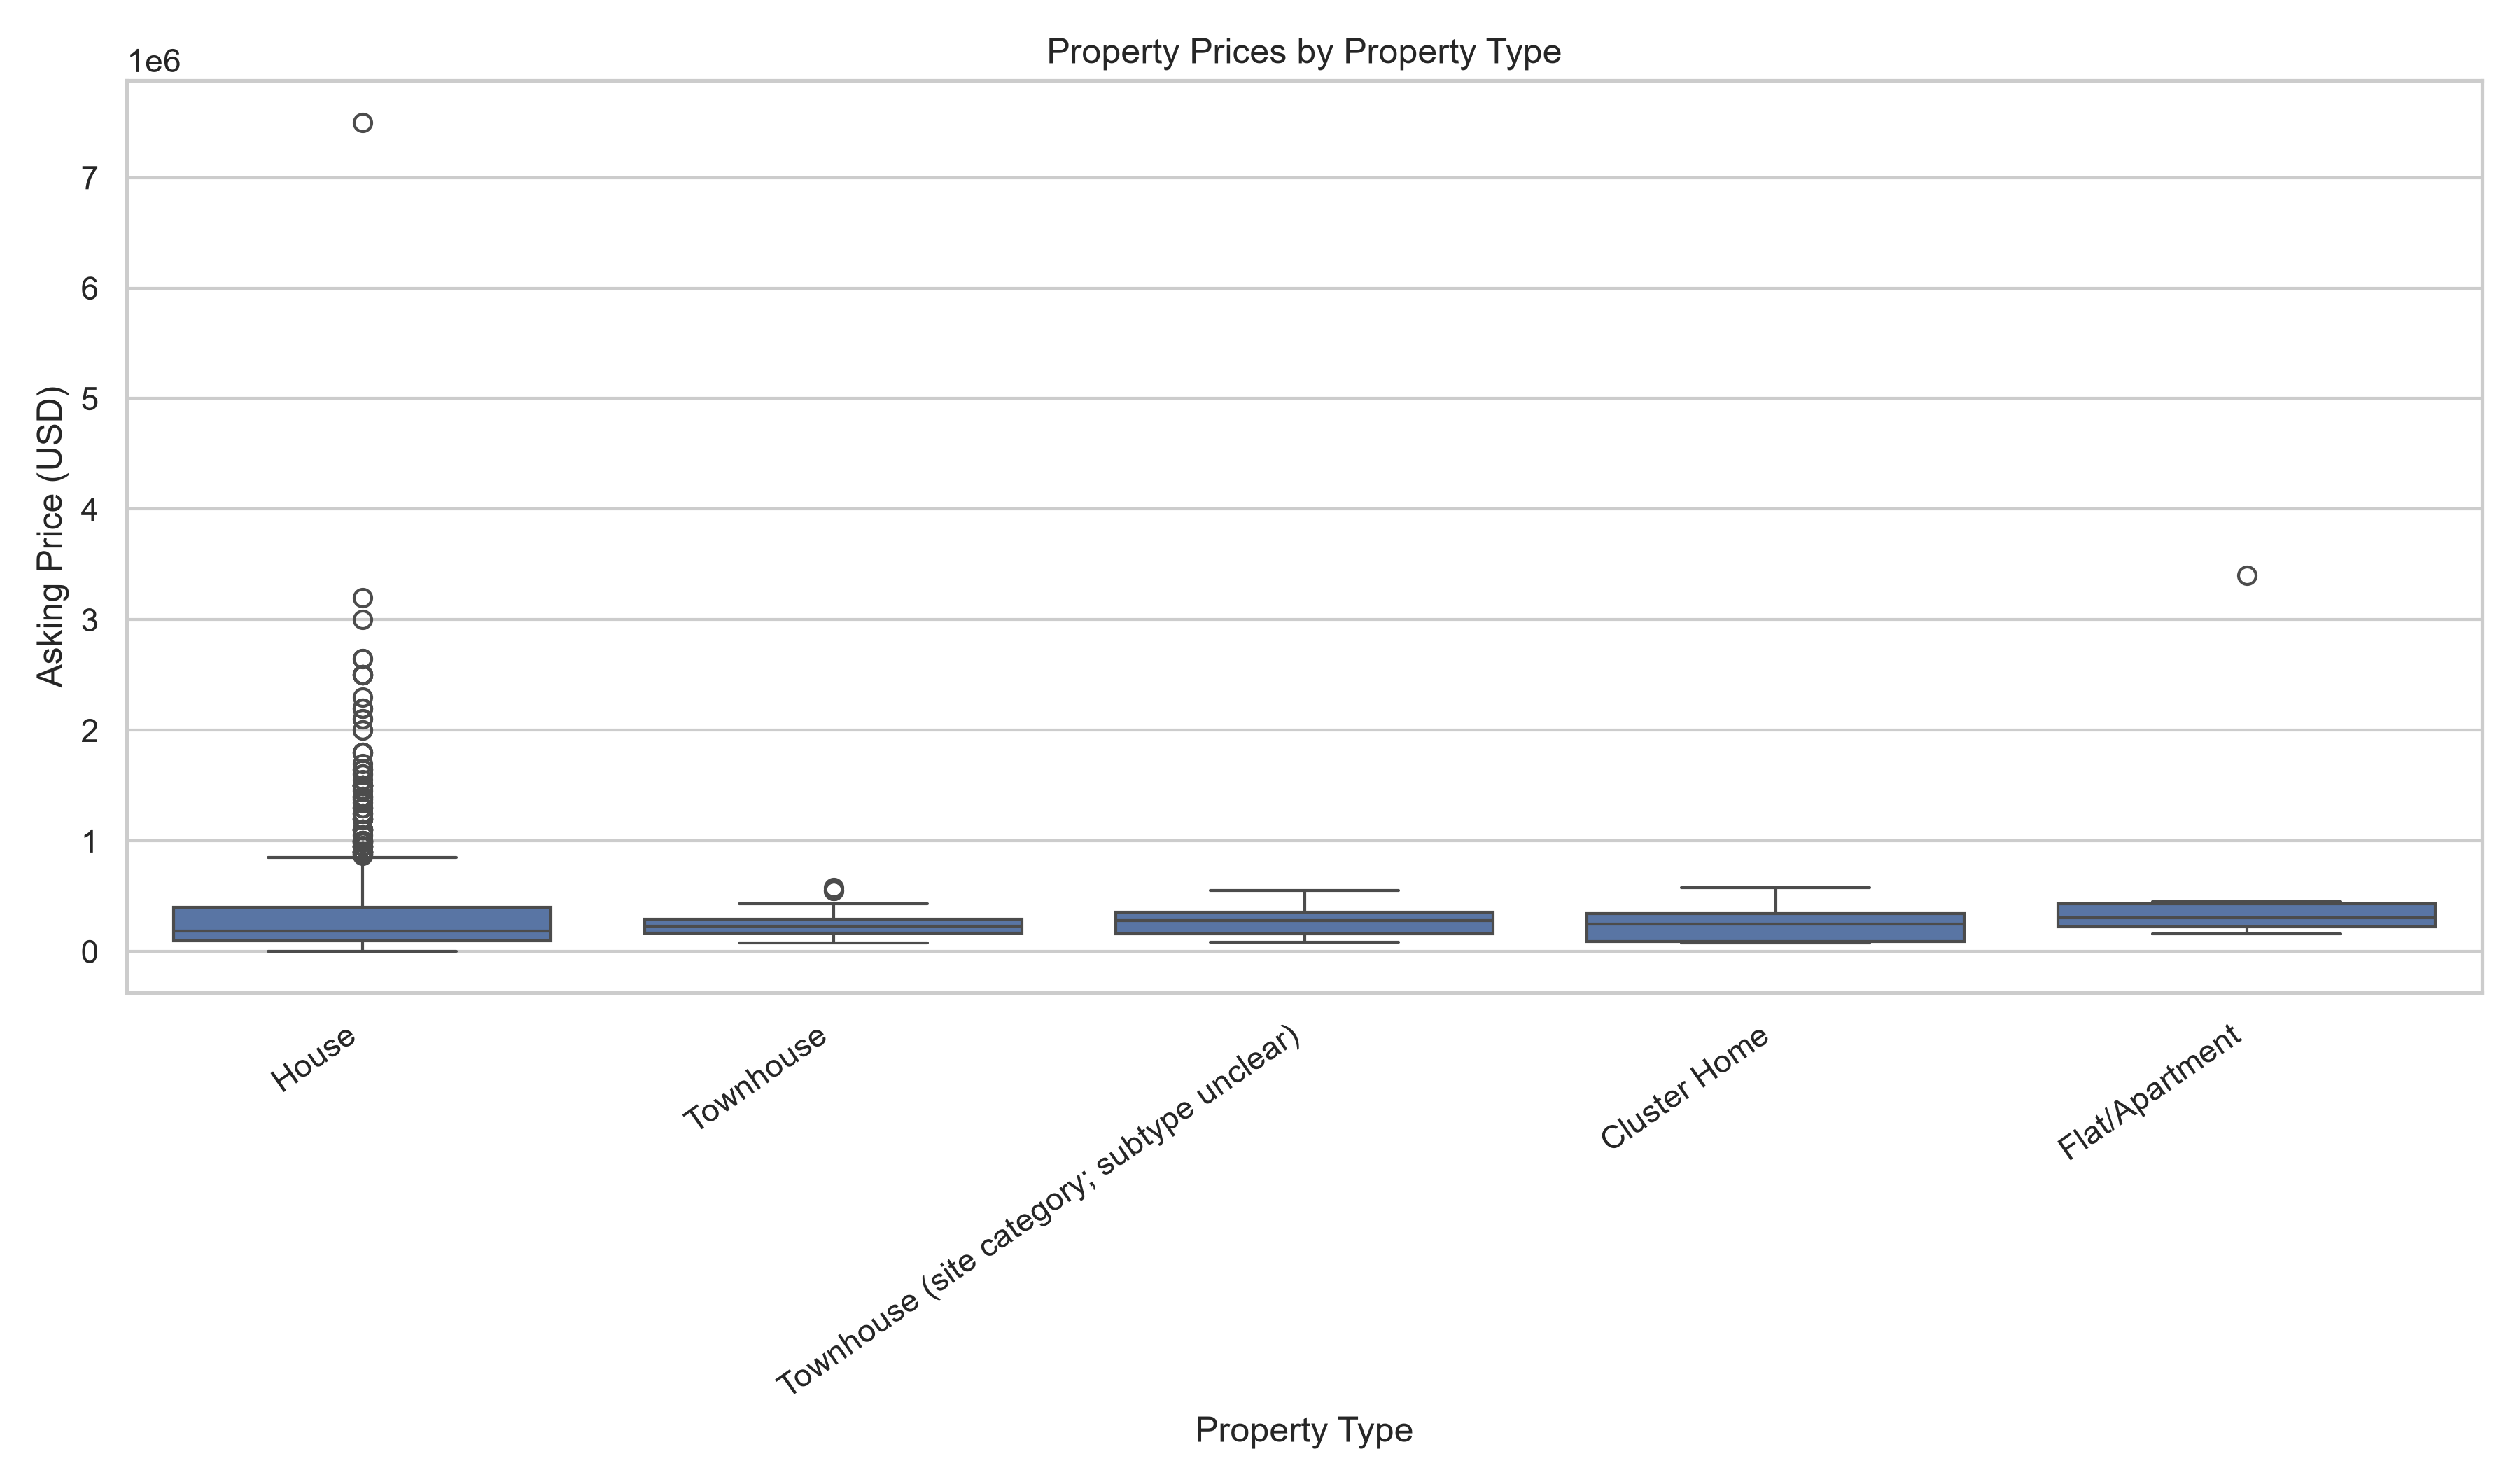 Property Prices by Property Type
1e6
7
6
5
4
3
2
1
0
Asking Price (USD)
House
Townhouse
Townhouse (site category; subtype unclear)
Cluster Home
Flat/Apartment
Property Type